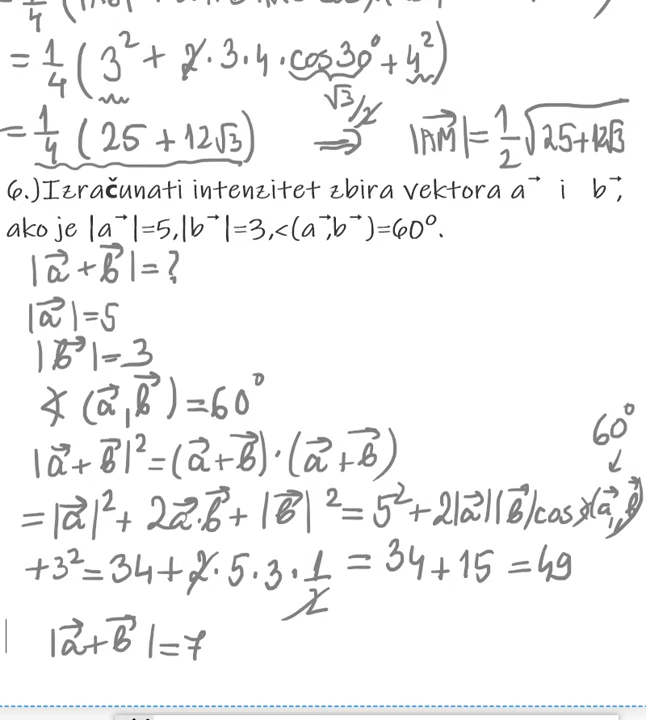 = 1/4 (3² + 2·3·4·cos30° + 4²)
√3/2
= 1/4 (25 + 12√3) ⇒ |AM→| = 1/2 √25+12√3
6.) Izračunati intenzitet zbira vektora a→ i b→,
ako je |a→|=5,|b→|=3,<(a→,b→)=60°.
|a→ + b→| = ?
|a→| = 5
|b→| = 3
∢ (a→, b→) = 60°
60°
↓
|a→ + b→|² = (a→ + b→) · (a→ + b→)
= |a→|² + 2a→·b→ + |b→|² = 5² + 2|a→||b→|cos∢(a→, b→)
+3² = 34 + 2·5·3·1/2 = 34 + 15 = 49
|a→ + b→| = 7